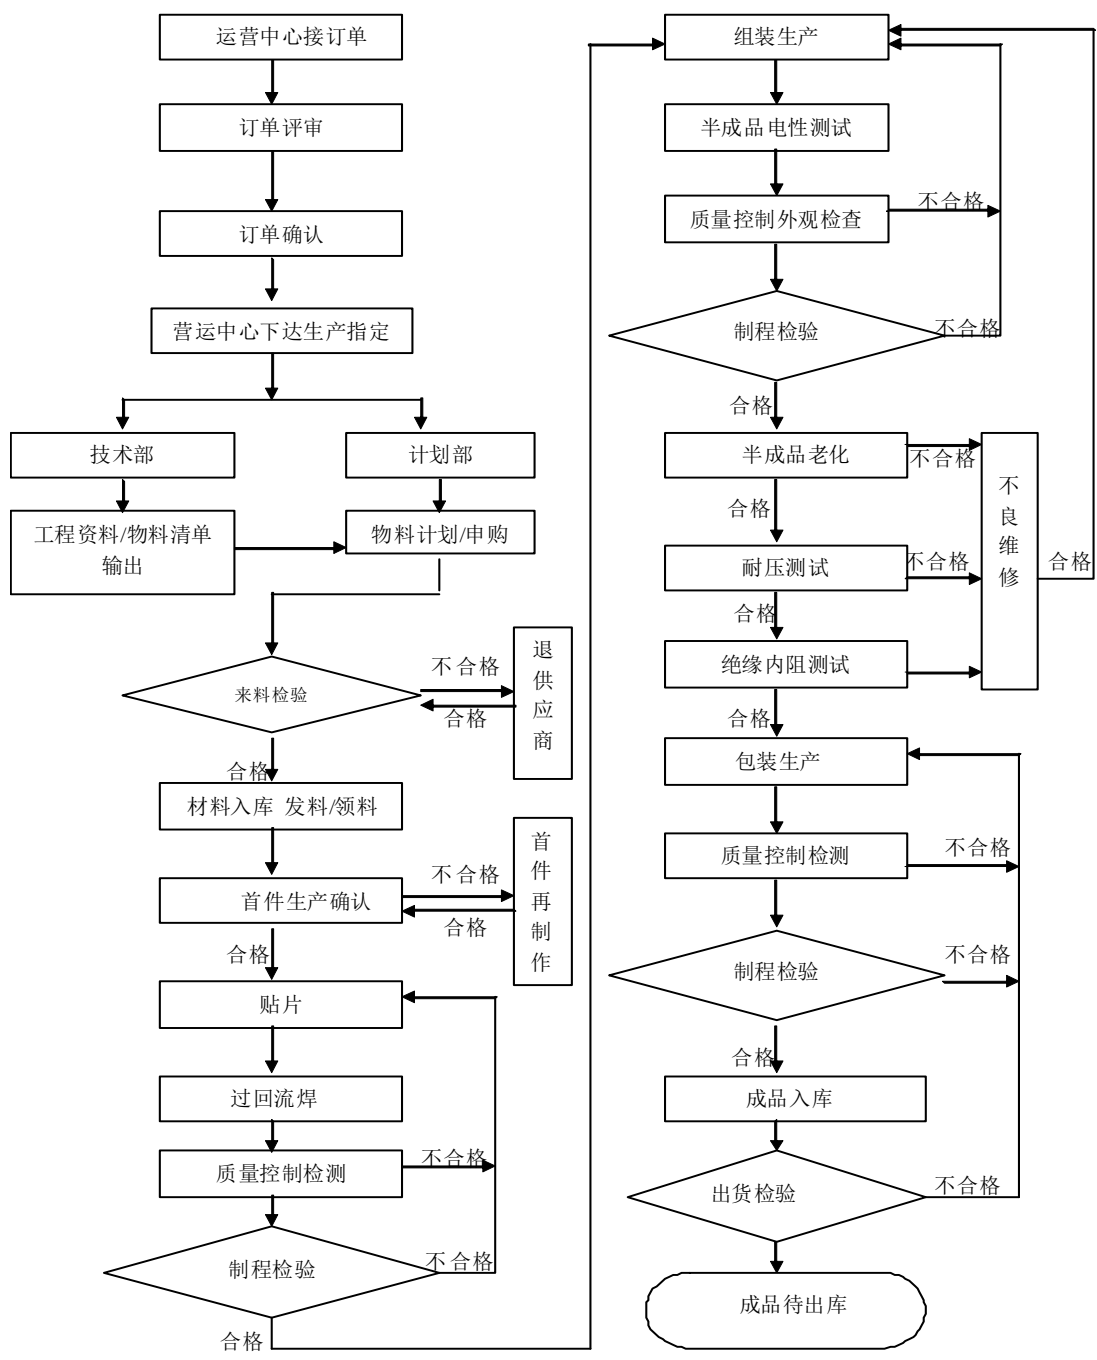 运营中心接订单
订单评审
订单确认
营运中心下达生产指定
技术部
计划部
工程资料/物料清单
输出
物料计划/申购
来料检验
不合格
合格
退供应商
合格
材料入库 发料/领料
首件生产确认
不合格
合格
首件再制作
合格
贴片
过回流焊
质量控制检测
不合格
制程检验
不合格
合格
组装生产
半成品电性测试
质量控制外观检查
不合格
制程检验
不合格
合格
半成品老化
不合格
不良维修
合格
合格
耐压测试
不合格
合格
绝缘内阻测试
合格
包装生产
质量控制检测
不合格
制程检验
不合格
合格
成品入库
出货检验
不合格
成品待出库